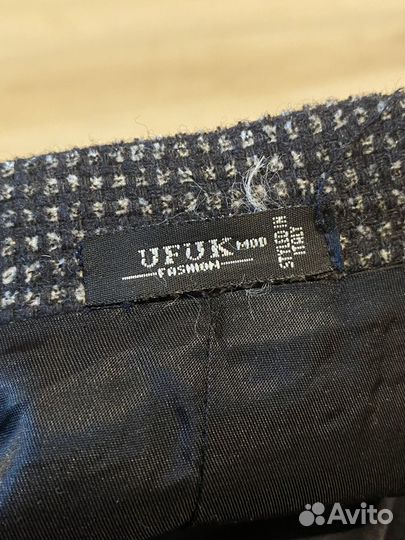 UFUK MOD
FASHION
STYLED IN
ITALY
Avito